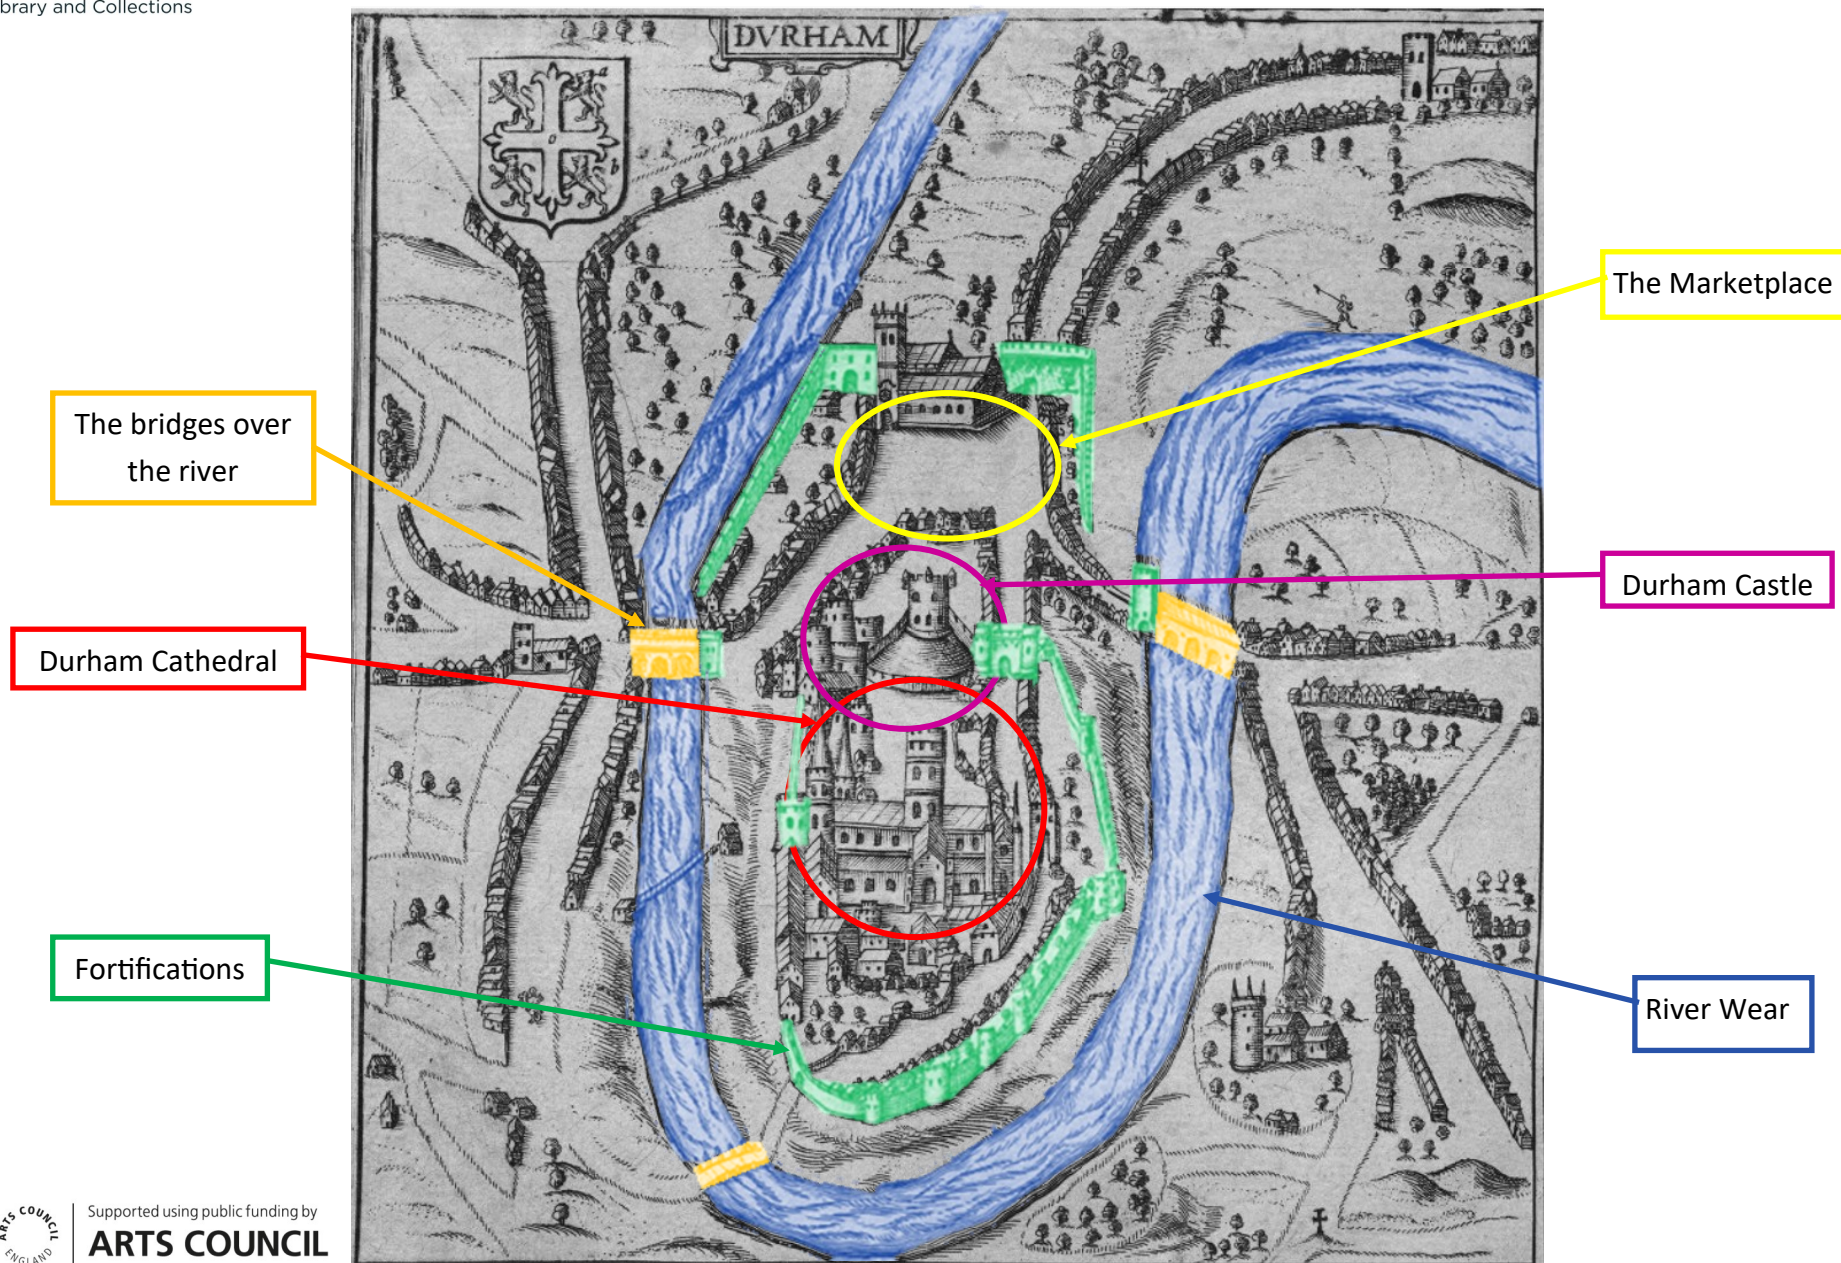 brary and Collections
DVRHAM
The Marketplace
The bridges over
the river
Durham Castle
Durham Cathedral
Fortifications
River Wear
ARTS COUNCIL
ENGLAND
Supported using public funding by
ARTS COUNCIL